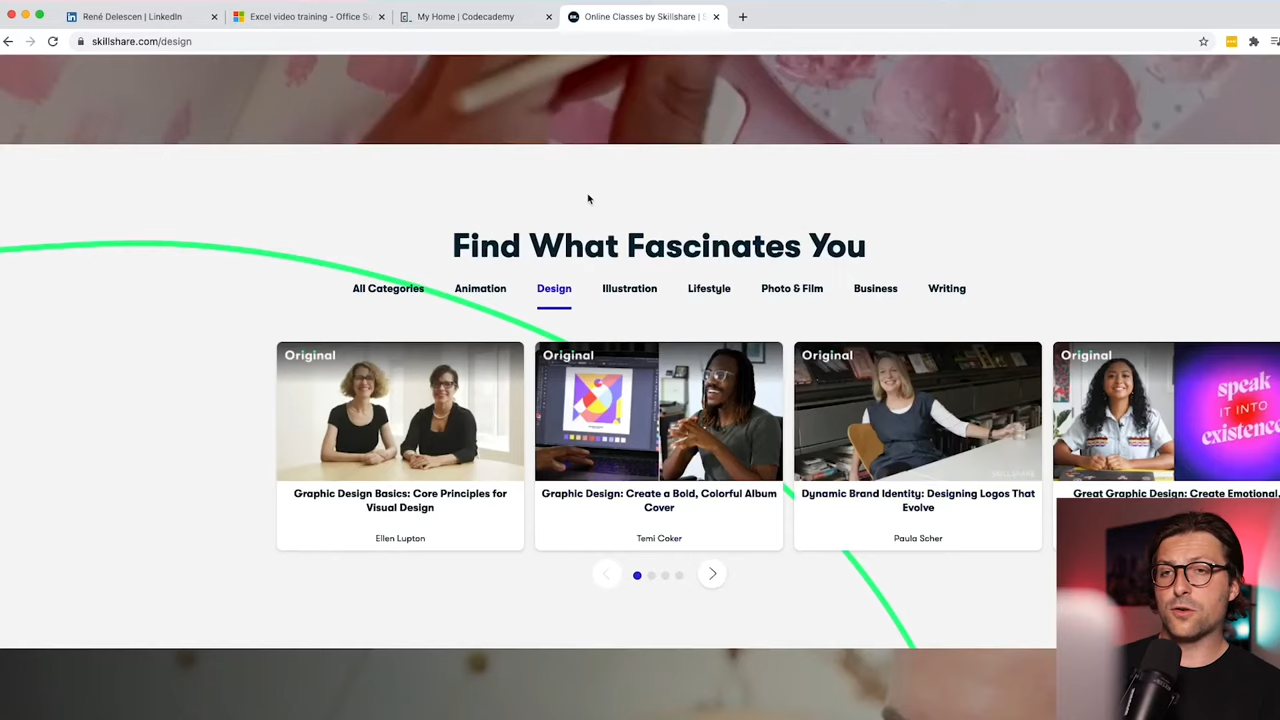 René Delescen | LinkedIn
Excel video training - Office Su
My Home | Codecademy
Online Classes by Skillshare |
skillshare.com/design
Find What Fascinates You
All Categories
Animation
Design
Illustration
Lifestyle
Photo & Film
Business
Writing
Original
Original
Original
Original
speak
IT INTO
existence
SKILLSHARE
Graphic Design Basics: Core Principles for
Visual Design
Ellen Lupton
Graphic Design: Create a Bold, Colorful Album
Cover
Temi Coker
Dynamic Brand Identity: Designing Logos That
Evolve
Paula Scher
Great Graphic Design: Create Emotional,